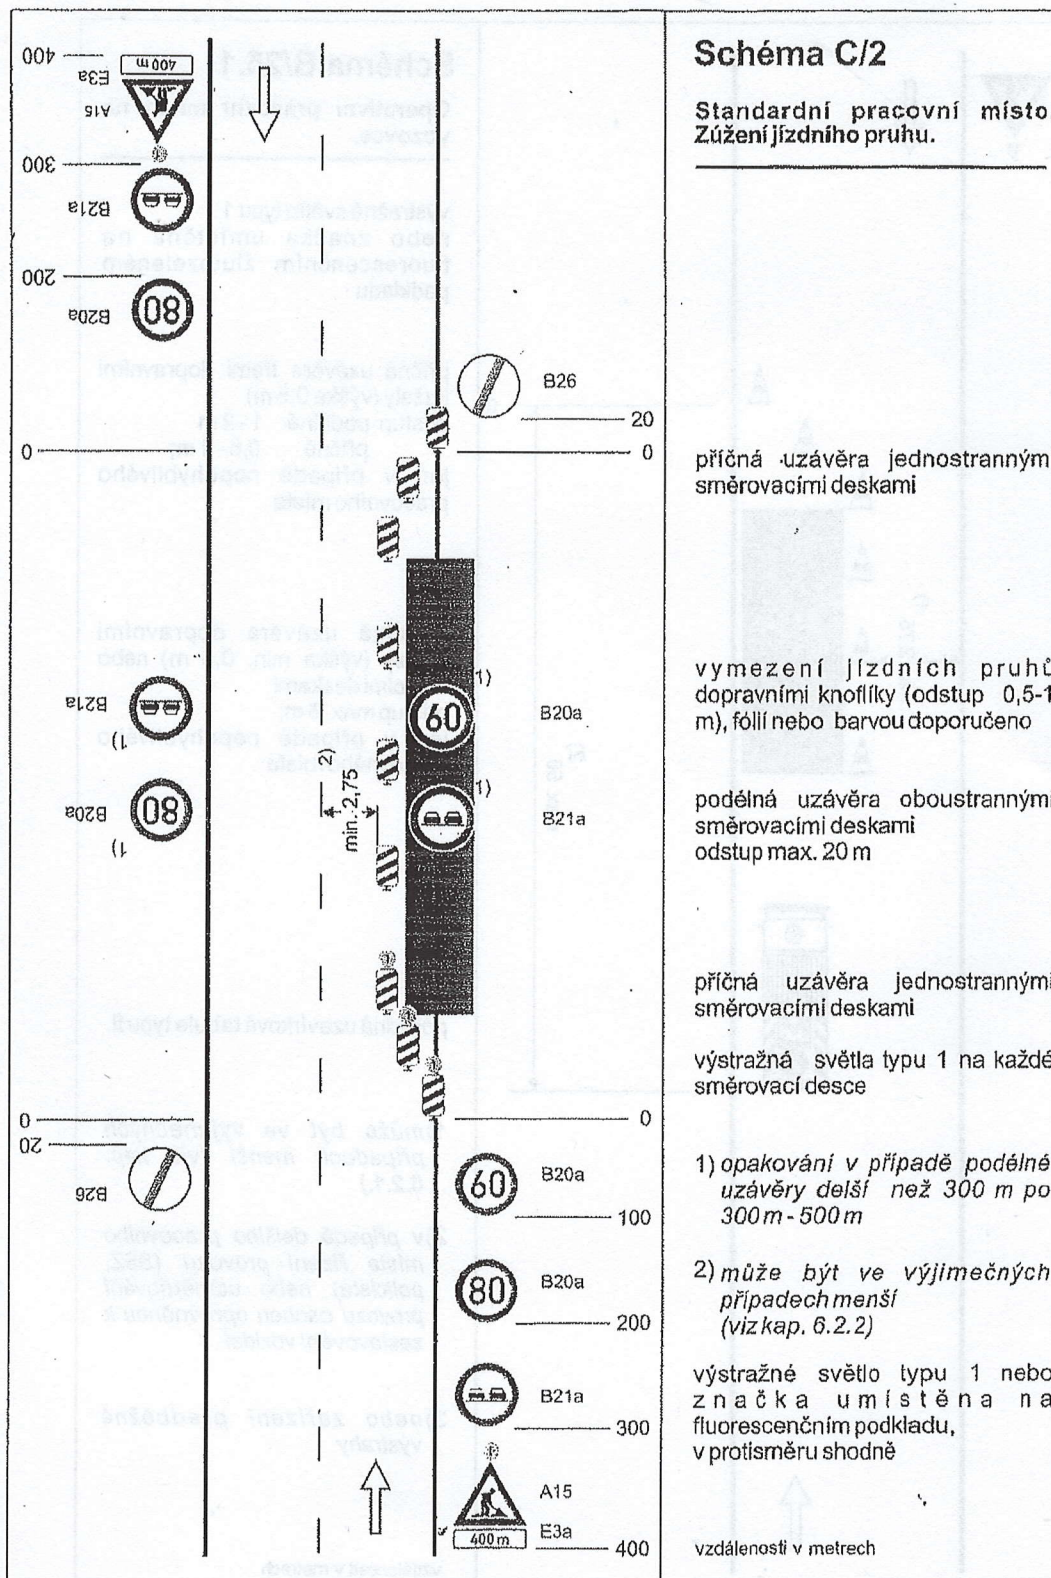 Schéma C/2
Standardní pracovní místo
Zúžení jízdního pruhu.
400
E3a
400 m
A15
300
B21a
200
B20a
80
0
B26
20
0
příčná uzávěra jednostranným
směrovacími deskami
B21a
1)
B20a
80
1)
1)
60
B20a
1)
B21a
2)
min. 2,75
vymezení jízdních pruhů
dopravními knoflíky (odstup 0,5-1
m), fólií nebo barvou doporučeno
podélná uzávěra oboustrannými
směrovacími deskami
odstup max. 20 m
příčná uzávěra jednostrannými
směrovacími deskami
výstražná světla typu 1 na každé
směrovací desce
0
20
B26
0
60
B20a
100
80
B20a
200
B21a
300
A15
400 m
E3a
400
1) opakování v případě podélné
uzávěry delší než 300 m po
300 m - 500 m
2) může být ve výjimečných
případech menší
(viz kap. 6.2.2)
výstražné světlo typu 1 nebo
značka umístěna na
fluorescenčním podkladu,
v protisměru shodně
vzdálenosti v metrech